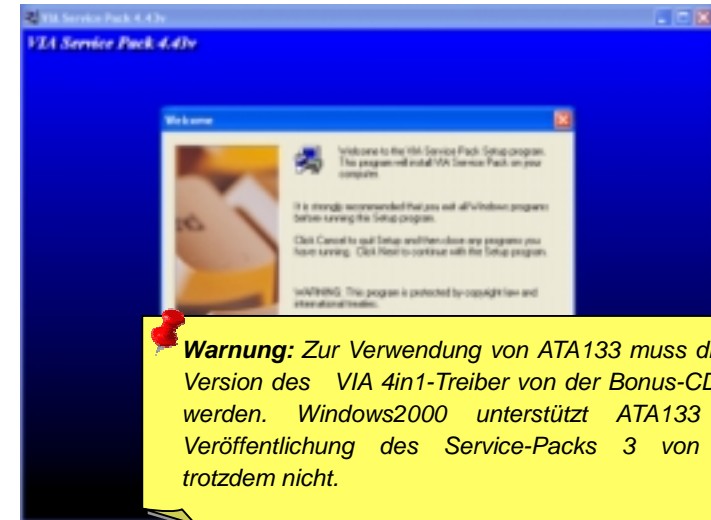 VIA Service Pack 4.43v
VIA Service Pack 4.43v
Welcome
Welcome to the VIA Service Pack Setup program.
This program will install VIA Service Pack on your
computer.
It is strongly recommended that you exit all Windows programs
before running the Setup program.
Click Cancel to quit Setup and then close any programs you
have running. Click Next to continue with the Setup program.
WARNING: This program is protected by copyright law and
international treaties.
Warnung: Zur Verwendung von ATA133 muss di
Version des VIA 4in1-Treiber von der Bonus-CD
werden. Windows2000 unterstützt ATA133
Veröffentlichung des Service-Packs 3 von
trotzdem nicht.